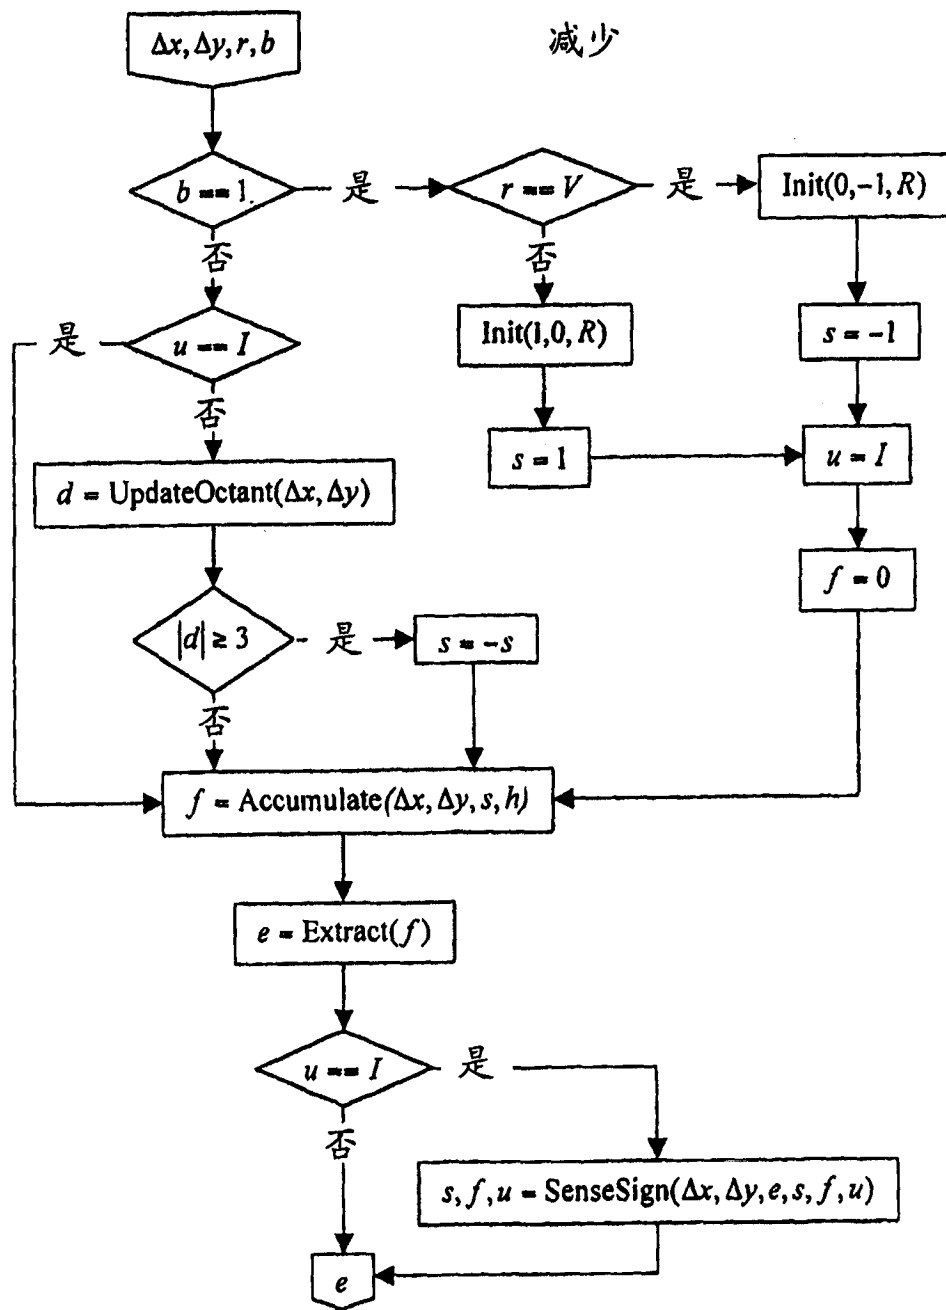 Δx, Δy, r, b
减少
b == 1.
是
r == V
是
Init(0,-1, R)
否
否
是
u == I
Init(1,0, R)
s = -1
否
s = 1
u = I
d = UpdateOctant(Δx, Δy)
f = 0
|d| ≥ 3
是
s = -s
否
f = Accumulate(Δx, Δy, s, h)
e = Extract(f)
u == I
是
否
s, f, u = SenseSign(Δx, Δy, e, s, f, u)
e